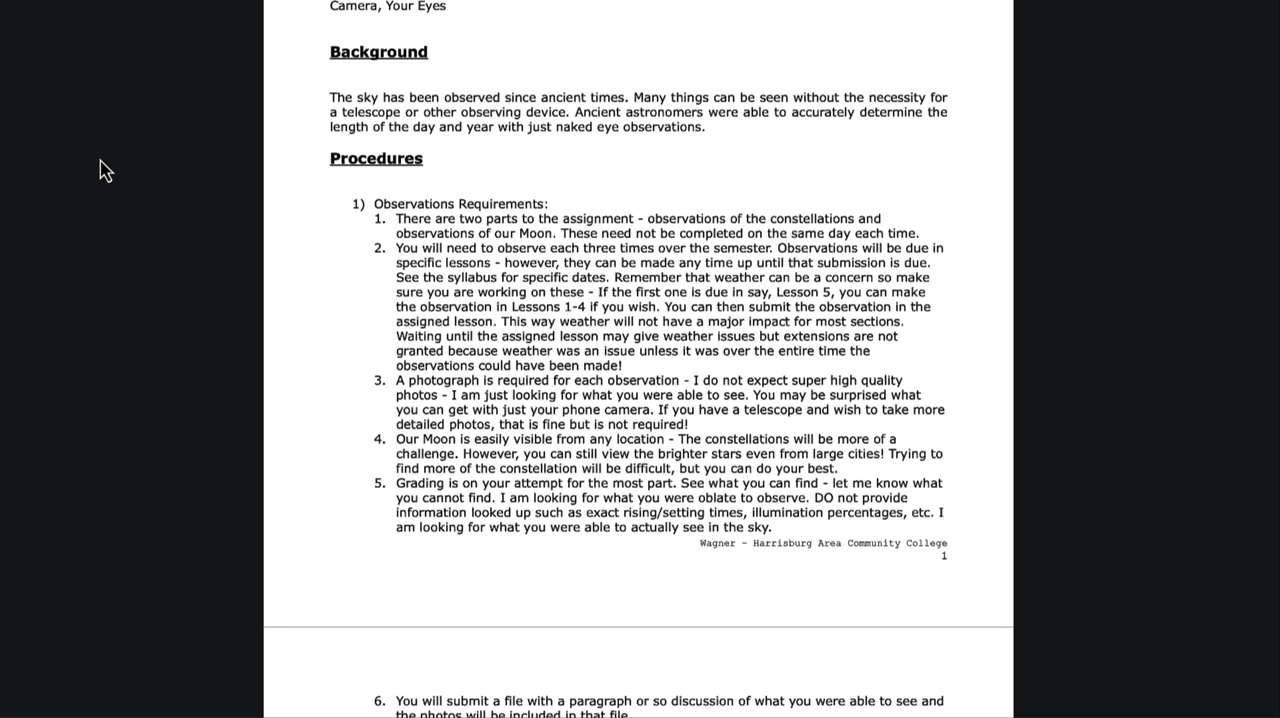 Camera, Your Eyes
Background
The sky has been observed since ancient times. Many things can be seen without the necessity for
a telescope or other observing device. Ancient astronomers were able to accurately determine the
length of the day and year with just naked eye observations.
Procedures
1) Observations Requirements:
1. There are two parts to the assignment - observations of the constellations and
observations of our Moon. These need not be completed on the same day each time.
2. You will need to observe each three times over the semester. Observations will be due in
specific lessons - however, they can be made any time up until that submission is due.
See the syllabus for specific dates. Remember that weather can be a concern so make
sure you are working on these - If the first one is due in say, Lesson 5, you can make
the observation in Lessons 1-4 if you wish. You can then submit the observation in the
assigned lesson. This way weather will not have a major impact for most sections.
Waiting until the assigned lesson may give weather issues but extensions are not
granted because weather was an issue unless it was over the entire time the
observations could have been made!
3. A photograph is required for each observation - I do not expect super high quality
photos - I am just looking for what you were able to see. You may be surprised what
you can get with just your phone camera. If you have a telescope and wish to take more
detailed photos, that is fine but is not required!
4. Our Moon is easily visible from any location - The constellations will be more of a
challenge. However, you can still view the brighter stars even from large cities! Trying to
find more of the constellation will be difficult, but you can do your best.
5. Grading is on your attempt for the most part. See what you can find - let me know what
you cannot find. I am looking for what you were oblate to observe. DO not provide
information looked up such as exact rising/setting times, illumination percentages, etc. I
am looking for what you were able to actually see in the sky.
Wagner - Harrisburg Area Community College
1
6. You will submit a file with a paragraph or so discussion of what you were able to see and
the photos will be included in that file